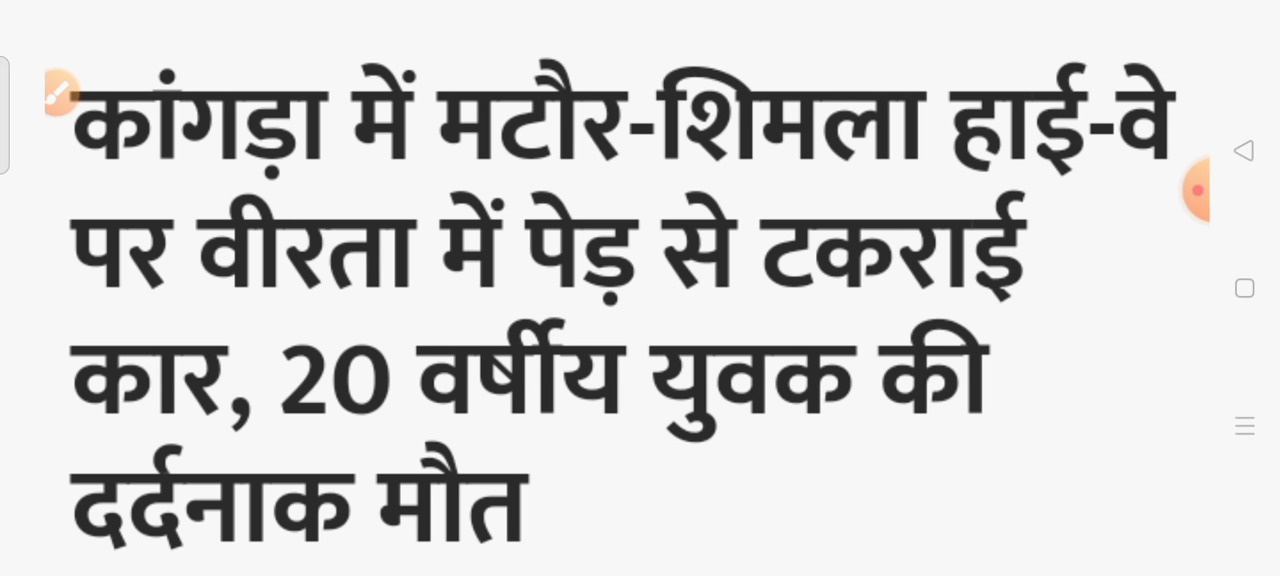 कांगड़ा में मटौर-शिमला हाई-वे
पर वीरता में पेड़ से टकराई
कार, 20 वर्षीय युवक की
दर्दनाक मौत